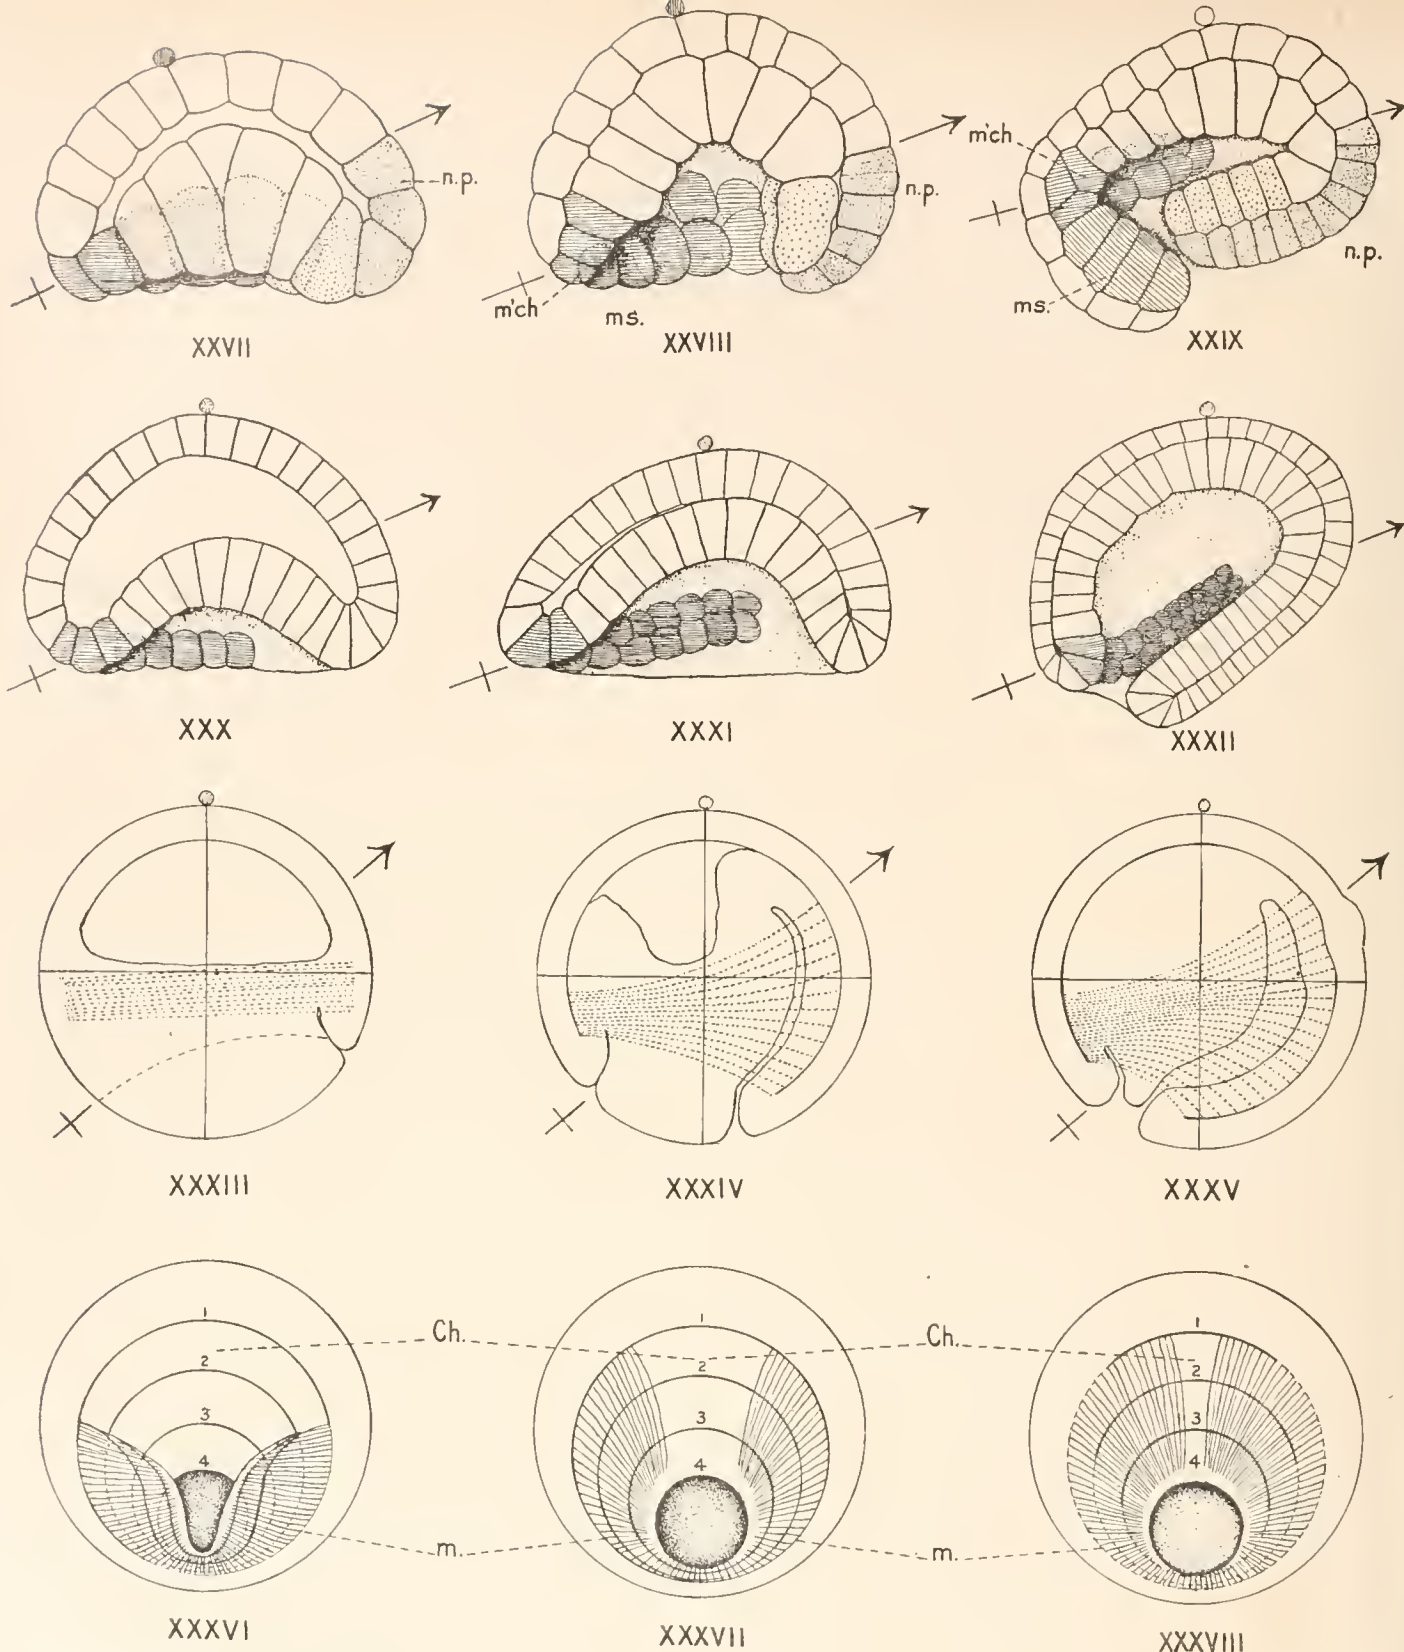 n.p.
XXVII
m'ch
ms.
n.p.
XXVIII
m'ch
ms.
n.p.
XXIX
XXX
XXXI
XXXII
XXXIII
XXXIV
XXXV
1
2
3
4
Ch.
m.
XXXVI
1
2
3
4
Ch.
m.
XXXVII
1
2
3
4
XXXVIII